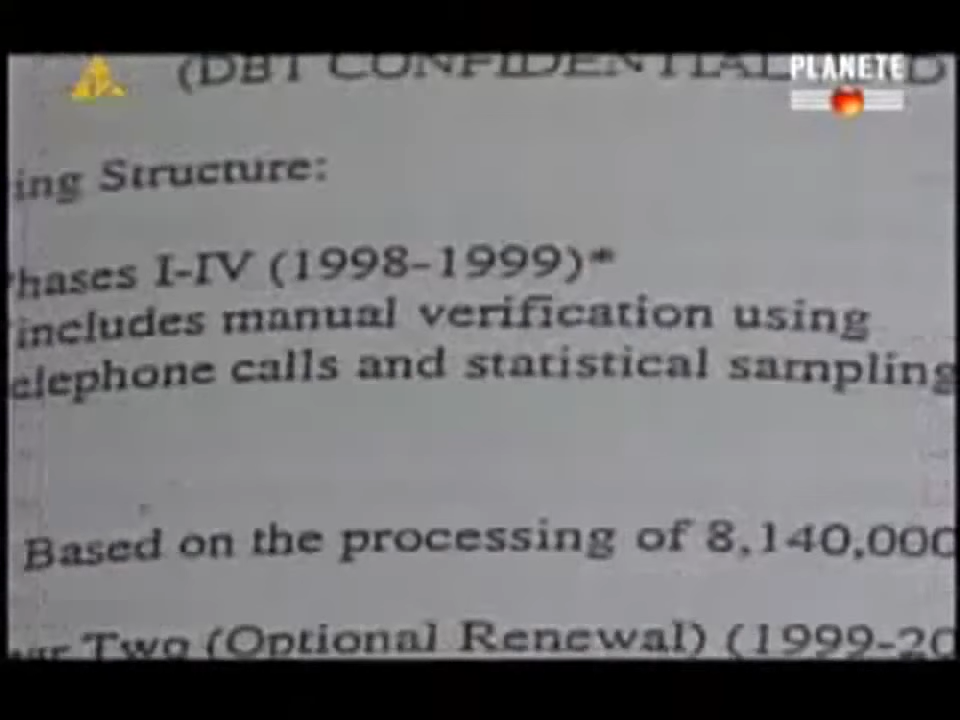 (DBT CONFIDENTIAL
PLANETE
ing Structure:
hases I-IV (1998-1999)*
includes manual verification using
elephone calls and statistical sampling
Based on the processing of 8,140,000
Two (Optional Renewal) (1999-20